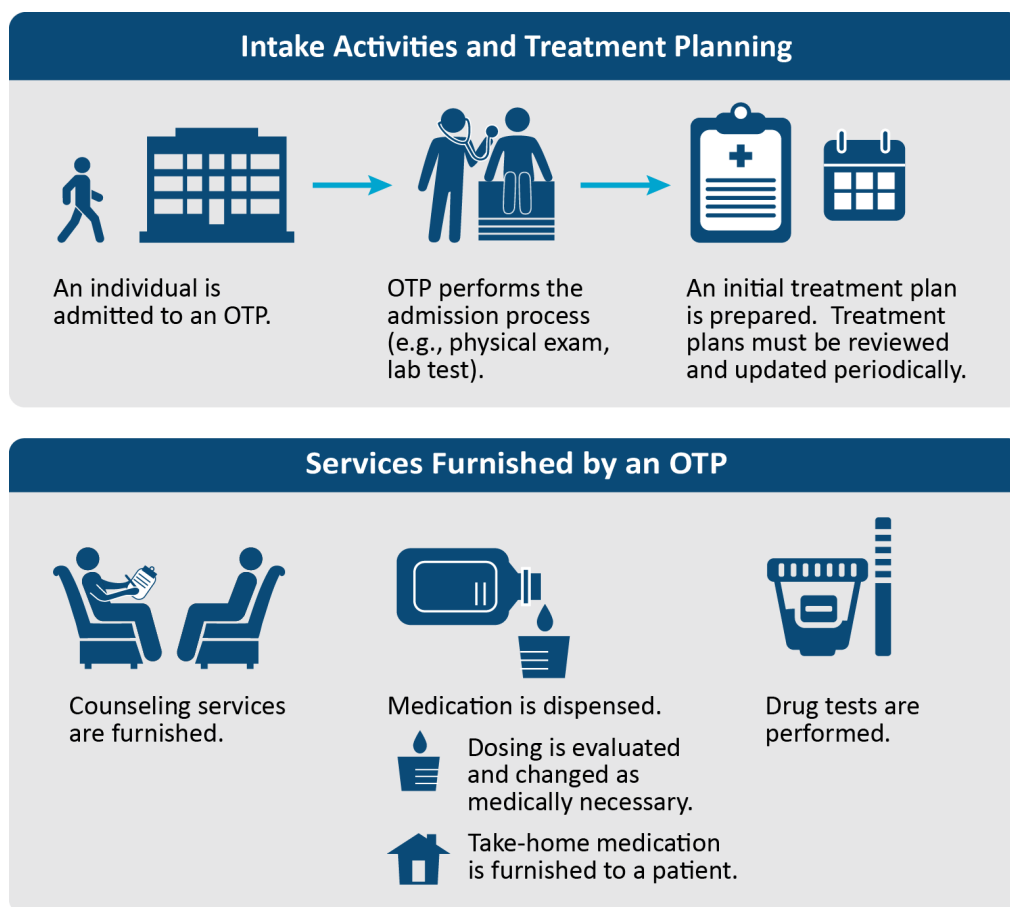 Intake Activities and Treatment Planning
An individual is
admitted to an OTP.
OTP performs the
admission process
(e.g., physical exam,
lab test).
An initial treatment plan
is prepared.  Treatment
plans must be reviewed
and updated periodically.
Services Furnished by an OTP
Counseling services
are furnished.
Medication is dispensed.
Dosing is evaluated
and changed as
medically necessary.
Take-home medication
is furnished to a patient.
Drug tests are
performed.